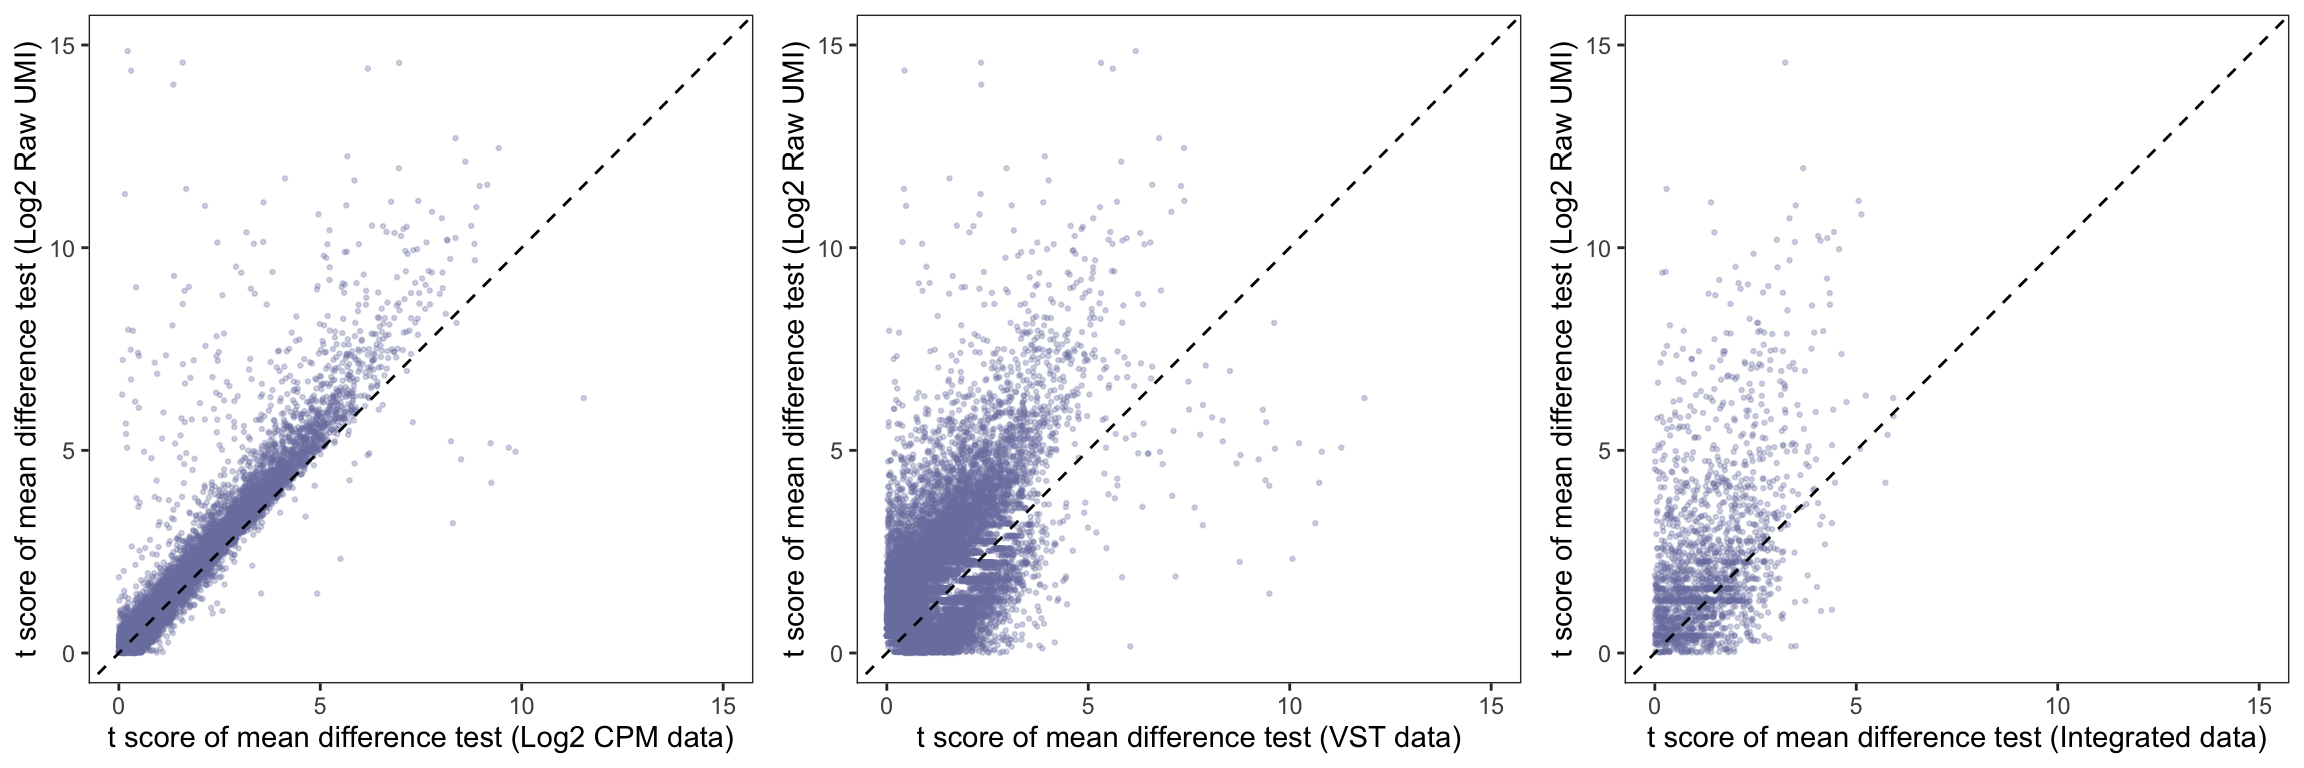 t score of mean difference test (Log2 Raw UMI)
15
10
5
0
0 5 10 15
t score of mean difference test (Log2 CPM data)
t score of mean difference test (Log2 Raw UMI)
15
10
5
0
0 5 10 15
t score of mean difference test (VST data)
t score of mean difference test (Log2 Raw UMI)
15
10
5
0
0 5 10 15
t score of mean difference test (Integrated data)